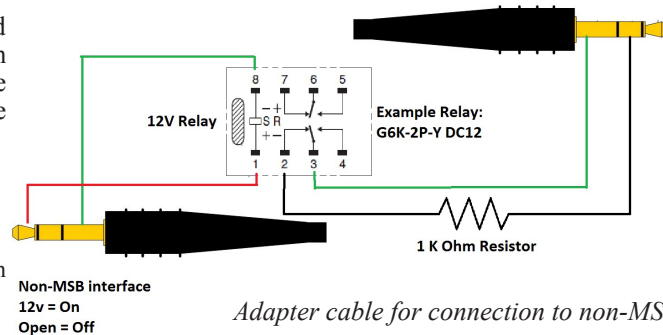 8 7 6 5
12V Relay
S R
Example Relay:
G6K-2P-Y DC12
1 2 3 4
1 K Ohm Resistor
Non-MSB interface
12v = On
Open = Off
Adapter cable for connection to non-MS